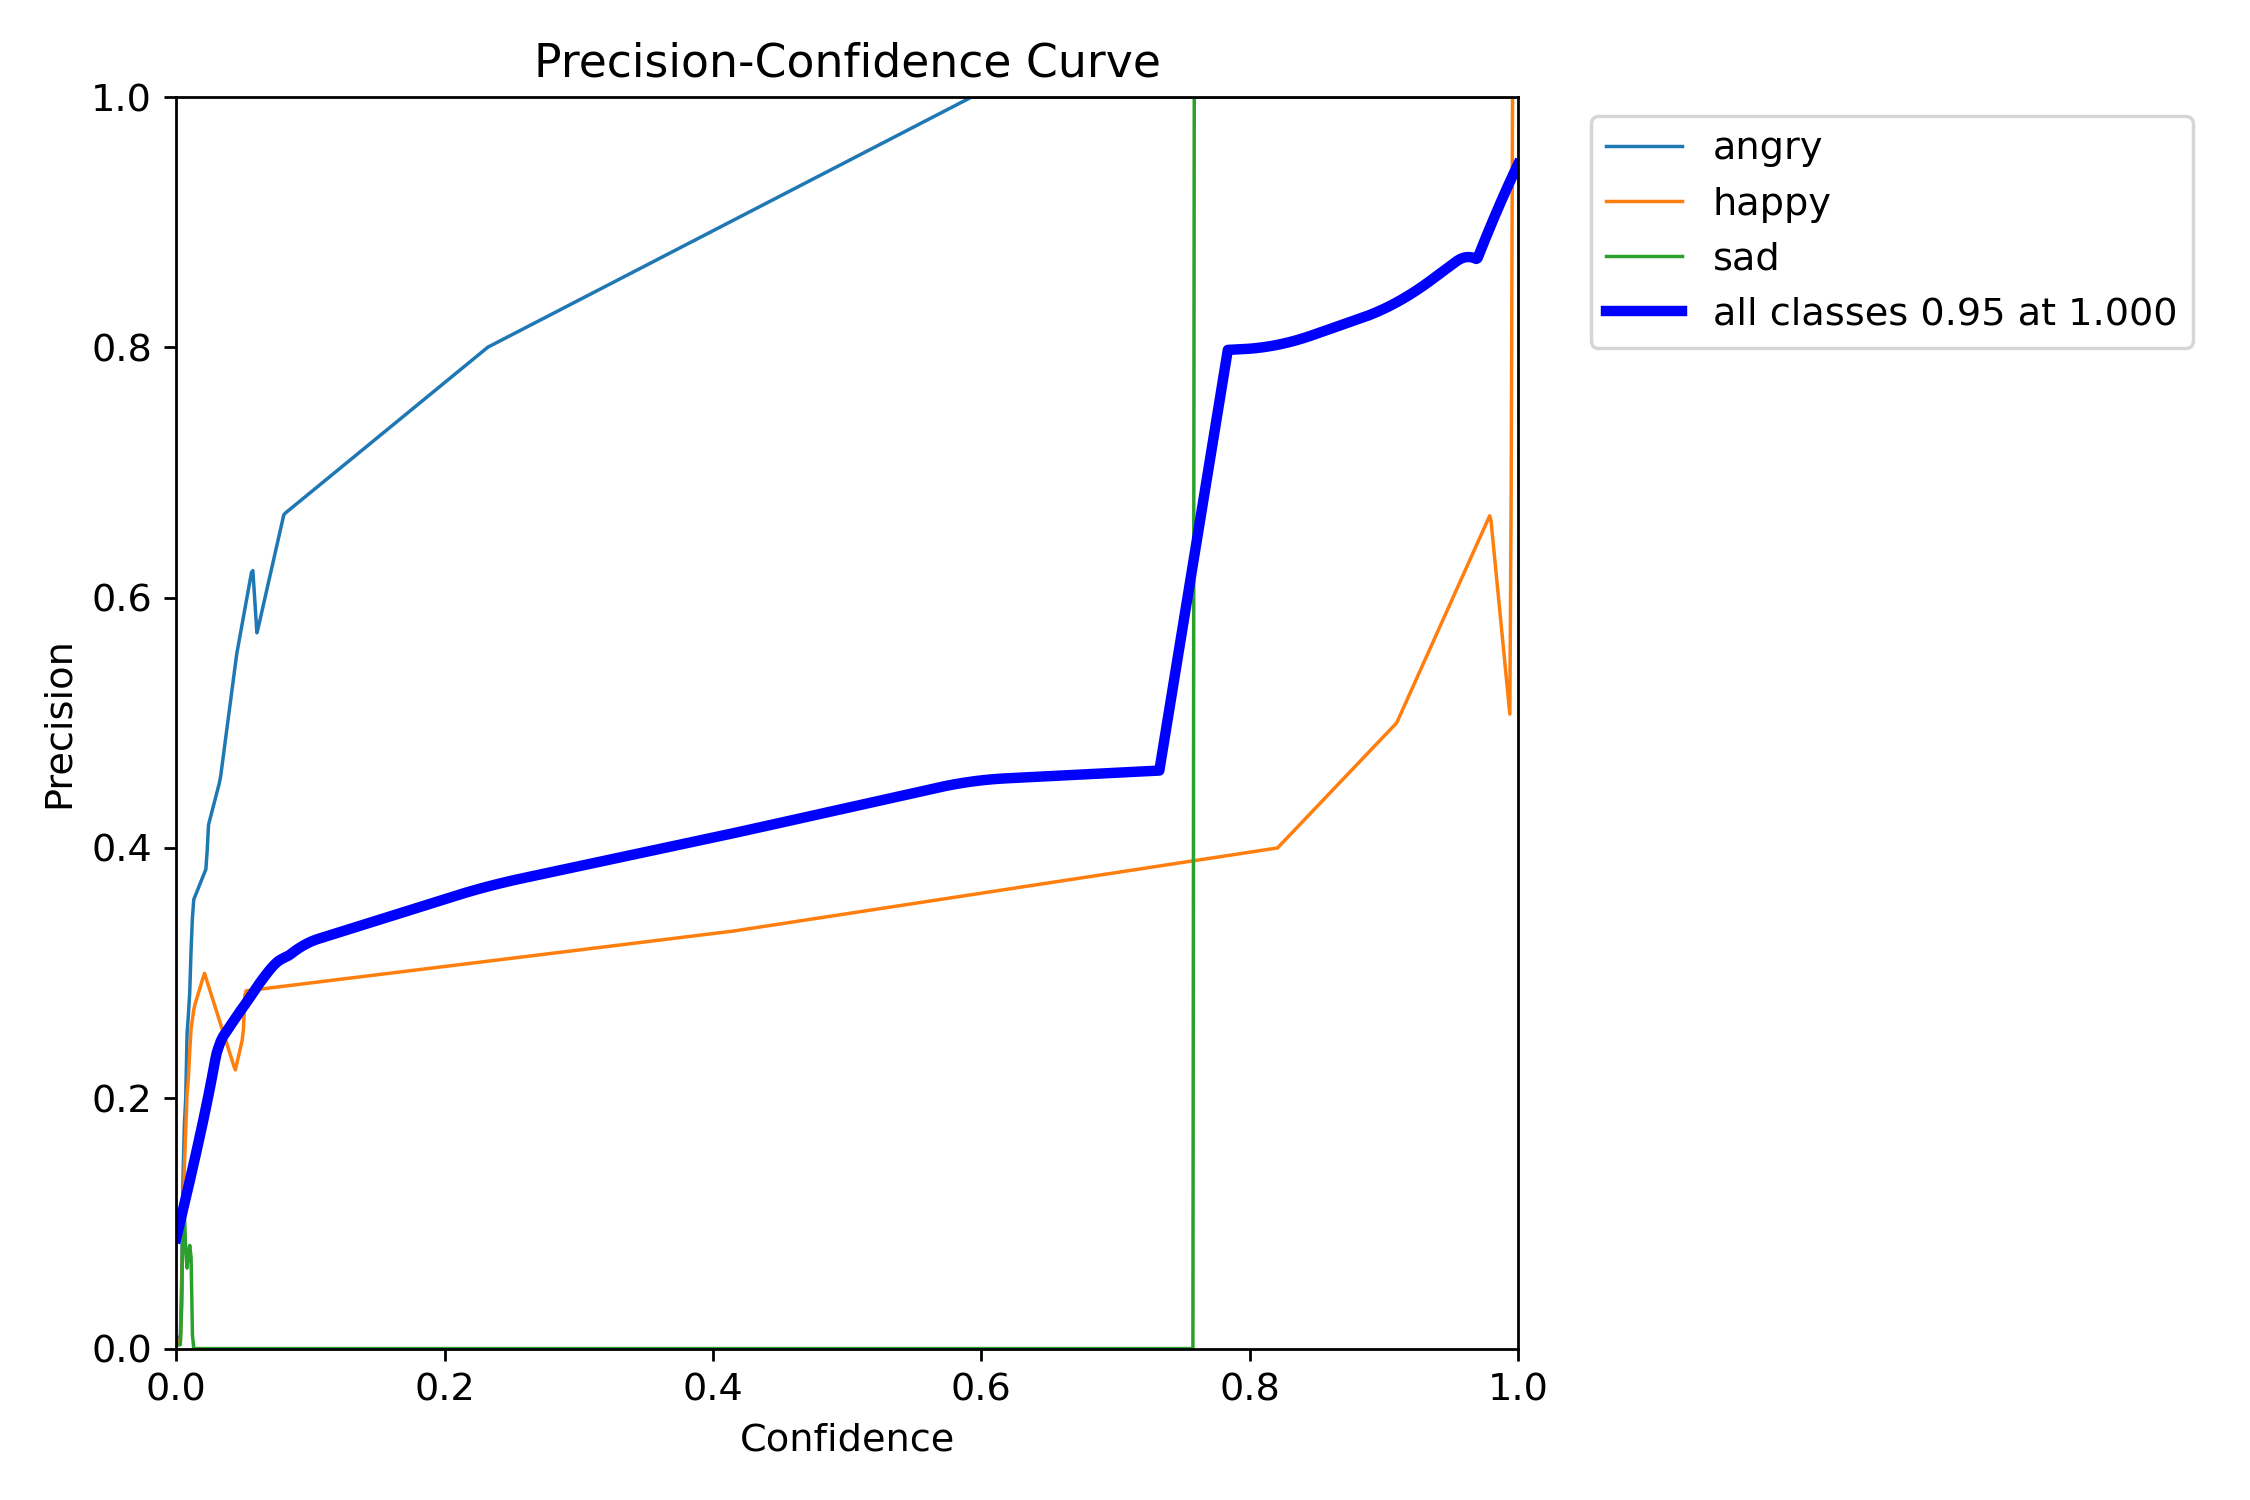 Precision-Confidence Curve
1.0
0.8
0.6
0.4
0.2
0.0
Precision
0.0 0.2 0.4 0.6 0.8 1.0
Confidence
angry
happy
sad
all classes 0.95 at 1.000